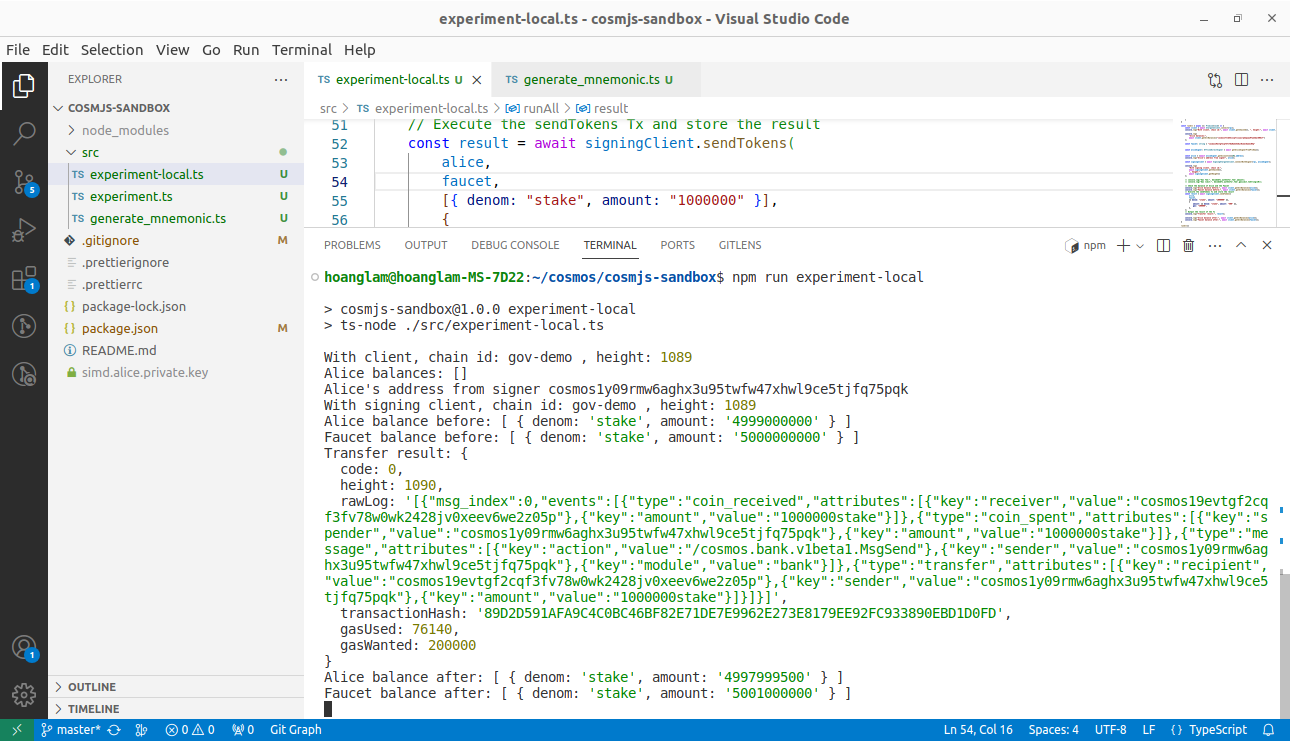 experiment-local.ts - cosmjs-sandbox - Visual Studio Code
File Edit Selection View Go Run Terminal Help
EXPLORER
COSMJS-SANDBOX
node_modules
src
TS experiment-local.ts U
TS experiment.ts U
TS generate_mnemonic.ts U
.gitignore M
.prettierignore
.prettierrc
{} package-lock.json
{} package.json M
README.md
simd.alice.private.key
OUTLINE
TIMELINE
5
1
1
TS experiment-local.ts U
TS generate_mnemonic.ts U
src > TS experiment-local.ts > runAll > result
51 // Execute the sendTokens Tx and store the result
52 const result = await signingClient.sendTokens(
53 alice,
54 faucet,
55 [{ denom: "stake", amount: "1000000" }],
56 {
PROBLEMS OUTPUT DEBUG CONSOLE TERMINAL PORTS GITLENS
npm
hoanglam@hoanglam-MS-7D22:~/cosmos/cosmjs-sandbox$ npm run experiment-local
> cosmjs-sandbox@1.0.0 experiment-local
> ts-node ./src/experiment-local.ts
With client, chain id: gov-demo , height: 1089
Alice balances: []
Alice's address from signer cosmos1y09rmw6aghx3u95twfw47xhwl9ce5tjfq75pqk
With signing client, chain id: gov-demo , height: 1089
Alice balance before: [ { denom: 'stake', amount: '4999000000' } ]
Faucet balance before: [ { denom: 'stake', amount: '5000000000' } ]
Transfer result: {
code: 0,
height: 1090,
rawLog: '[{"msg_index":0,"events":[{"type":"coin_received","attributes":[{"key":"receiver","value":"cosmos19evtgf2cq
f3fv78w0wk2428jv0xeev6we2z05p"},{"key":"amount","value":"1000000stake"}]},{"type":"coin_spent","attributes":[{"key":"s
pender","value":"cosmos1y09rmw6aghx3u95twfw47xhwl9ce5tjfq75pqk"},{"key":"amount","value":"1000000stake"}]},{"type":"me
ssage","attributes":[{"key":"action","value":"/cosmos.bank.v1beta1.MsgSend"},{"key":"sender","value":"cosmos1y09rmw6ag
hx3u95twfw47xhwl9ce5tjfq75pqk"},{"key":"module","value":"bank"}]},{"type":"transfer","attributes":[{"key":"recipient",
"value":"cosmos19evtgf2cqf3fv78w0wk2428jv0xeev6we2z05p"},{"key":"sender","value":"cosmos1y09rmw6aghx3u95twfw47xhwl9ce5
tjfq75pqk"},{"key":"amount","value":"1000000stake"}]}]}]',
transactionHash: '89D2D591AFA9C4C0BC46BF82E71DE7E9962E273E8179EE92FC933890EBD1D0FD',
gasUsed: 76140,
gasWanted: 200000
}
Alice balance after: [ { denom: 'stake', amount: '4997999500' } ]
Faucet balance after: [ { denom: 'stake', amount: '5001000000' } ]
master* 0 0 0 Git Graph Ln 54, Col 16 Spaces: 4 UTF-8 LF {} TypeScript